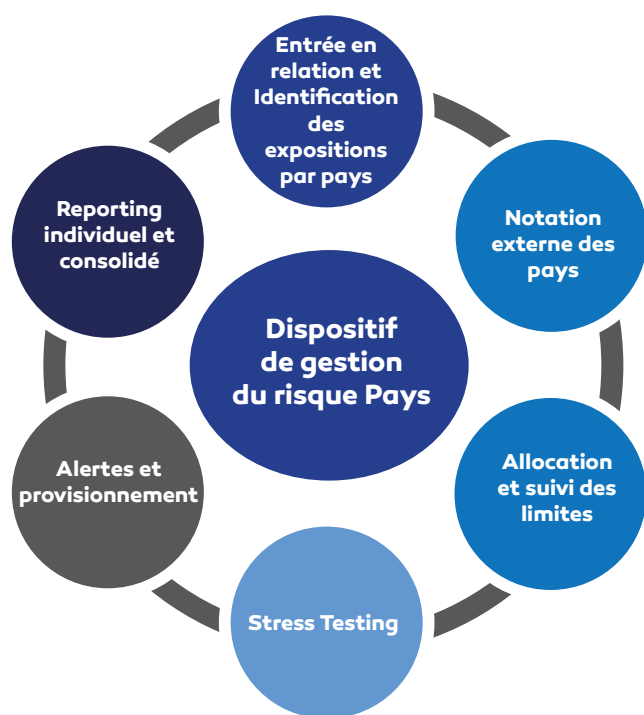 Entrée en
relation et
Identification
des
expositions
par pays
Notation
externe des
pays
Allocation
et suivi des
limites
Stress Testing
Alertes et
provisionnement
Reporting
individuel et
consolidé
Dispositif
de gestion
du risque Pays